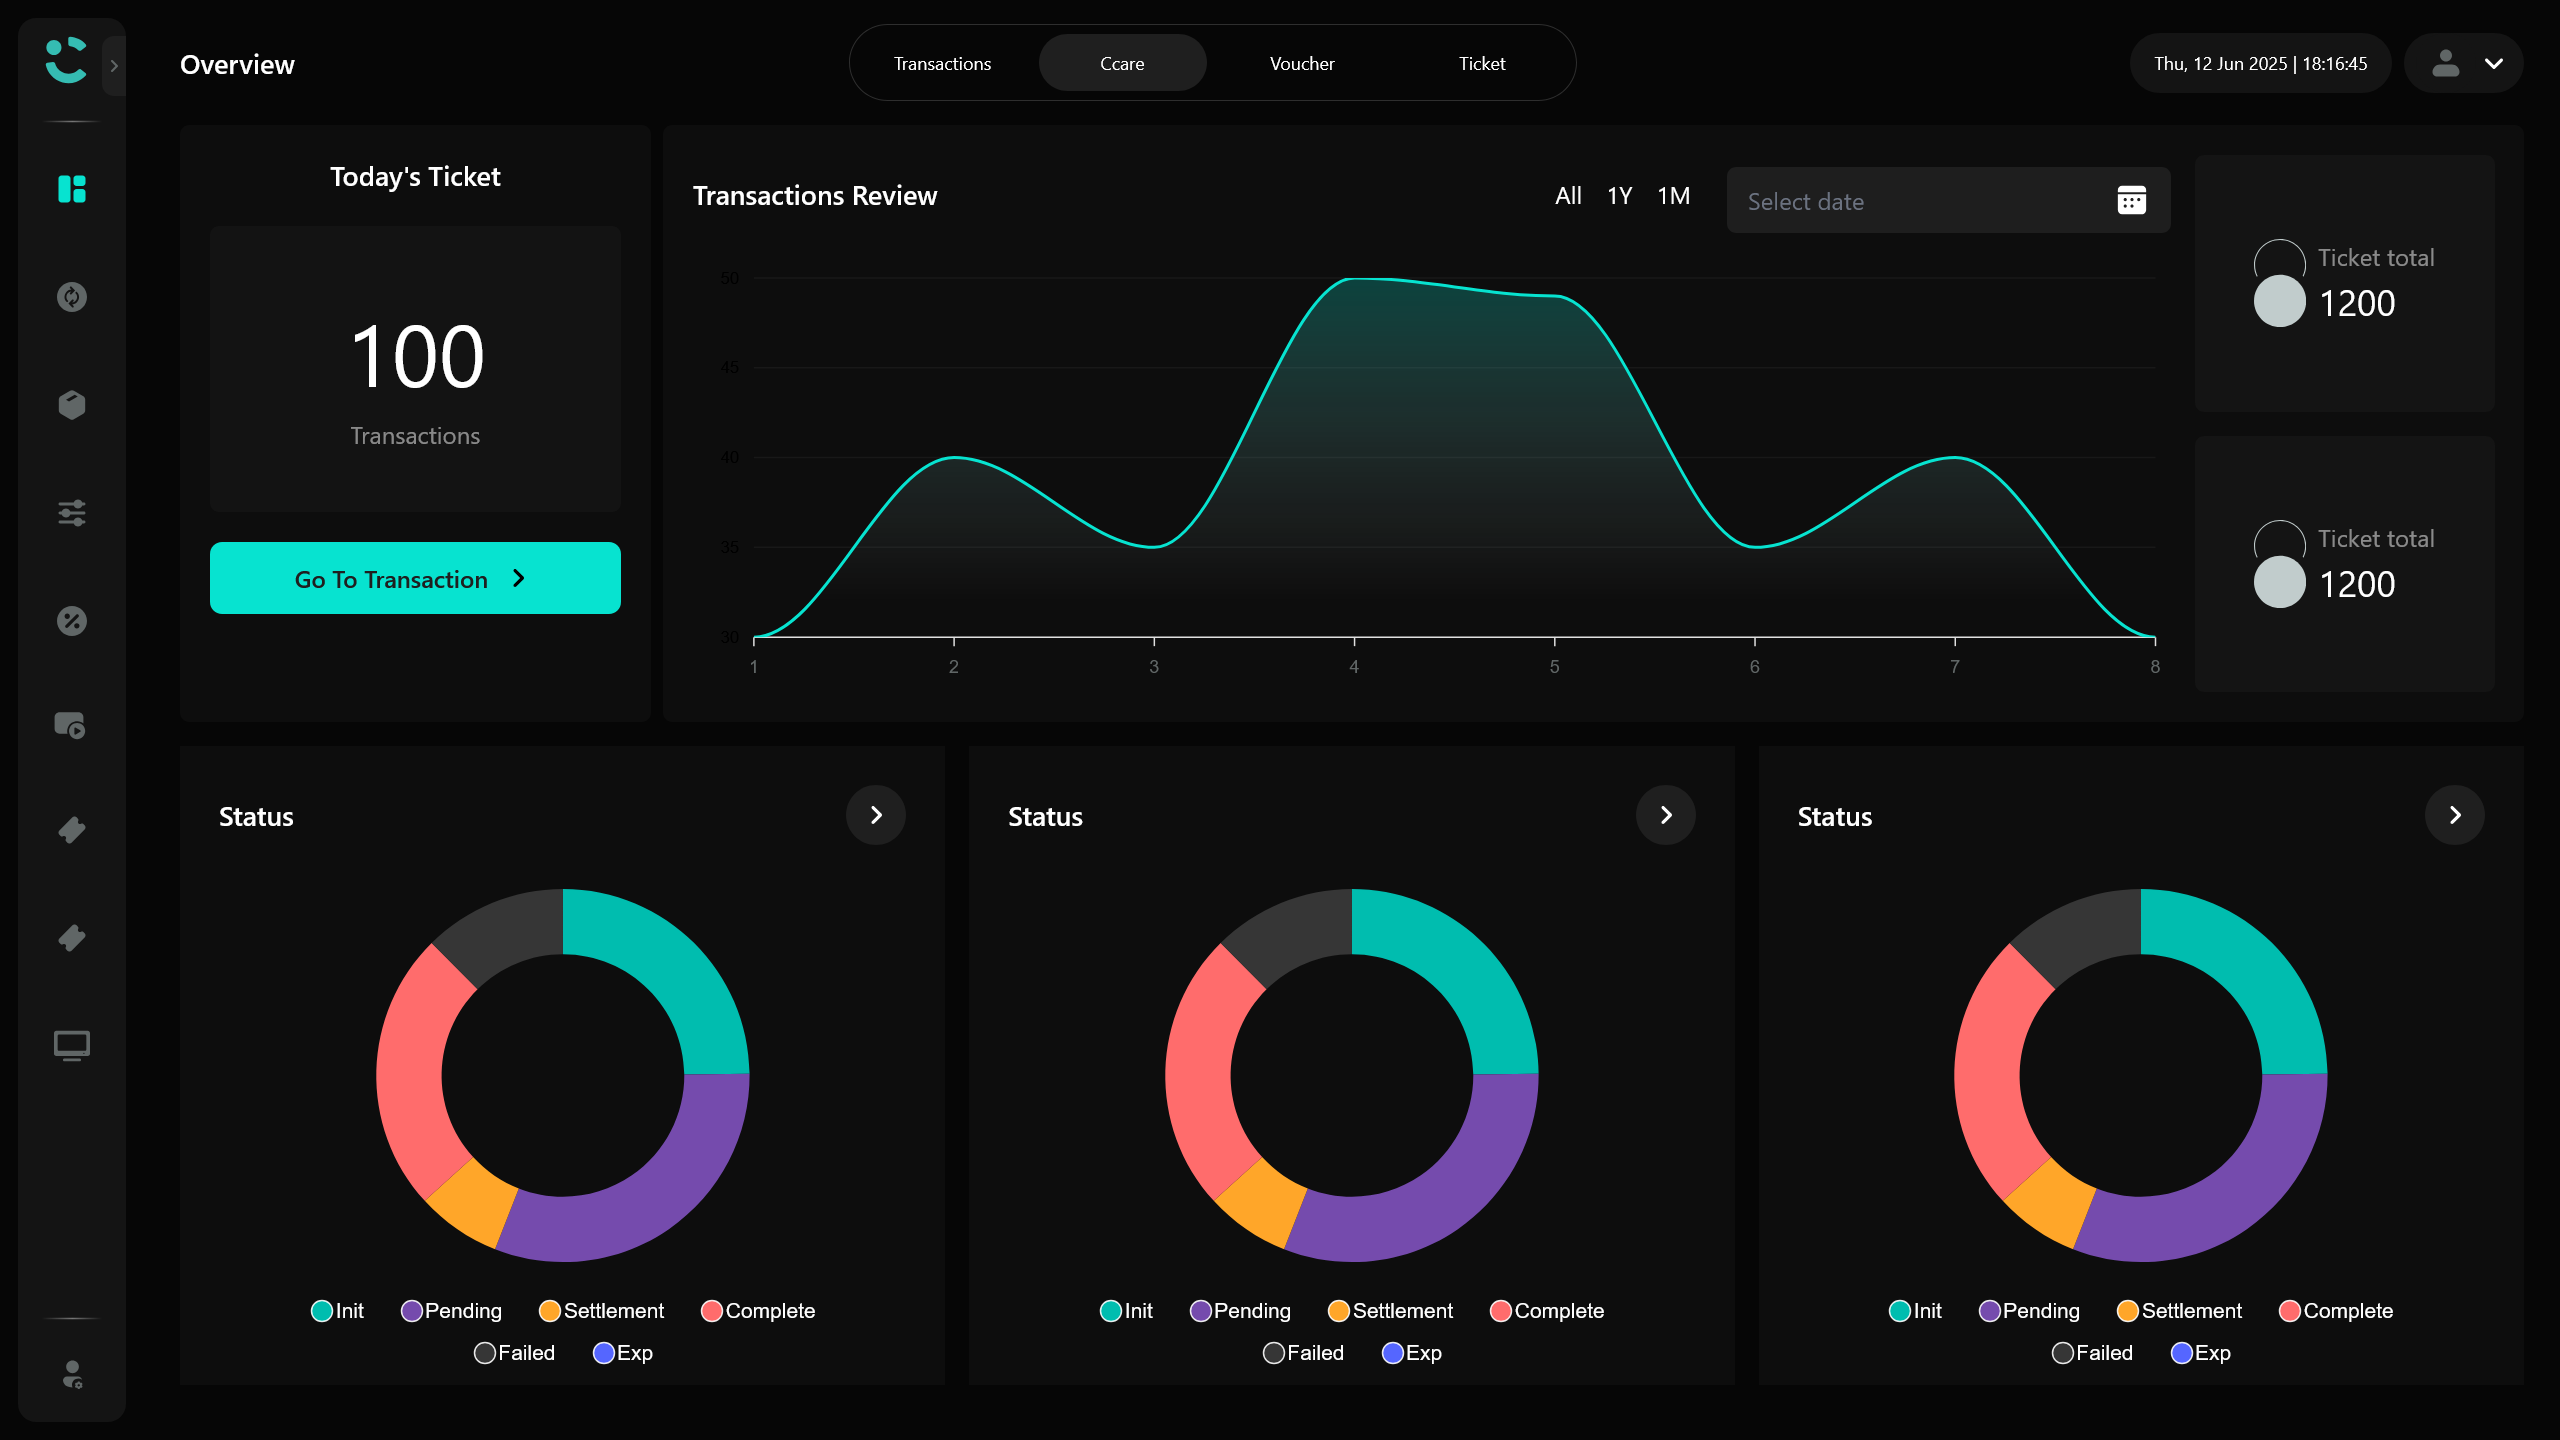 Overview
Transactions
Ccare
Voucher
Ticket
Thu, 12 Jun 2025 | 18:16:45
Today's Ticket
100
Transactions
Go To Transaction
Transactions Review
All 1Y 1M
Select date
50
45
40
35
30
1 2 3 4 5 6 7 8
Ticket total
1200
Ticket total
1200
Status
Init Pending Settlement Complete
Failed Exp
Status
Init Pending Settlement Complete
Failed Exp
Status
Init Pending Settlement Complete
Failed Exp